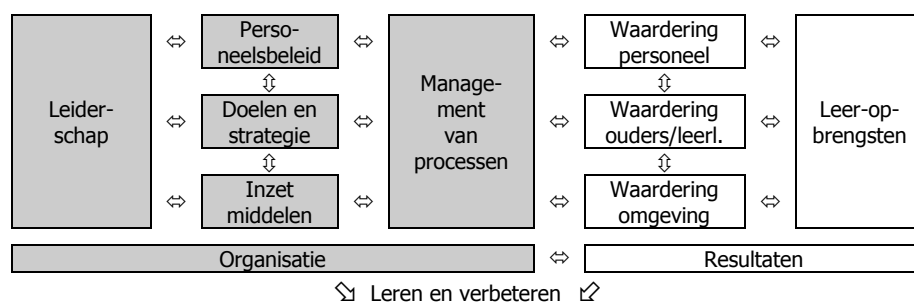 Leider-
schap
Perso-
neelsbeleid
Doelen en
strategie
Inzet
middelen
Manage-
ment
van
processen
Waardering
personeel
Waardering
ouders/leerl.
Waardering
omgeving
Leer-op-
brengsten
Organisatie
Resultaten
Leren en verbeteren